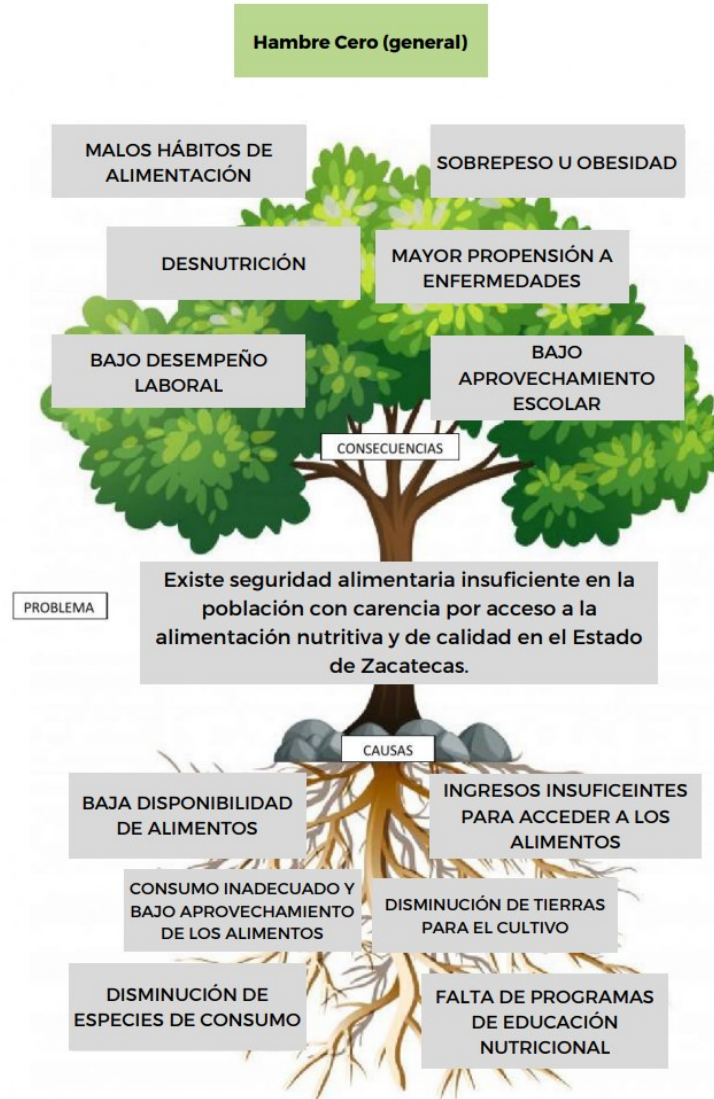 Hambre Cero (general)
MALOS HÁBITOS DE
ALIMENTACIÓN
SOBREPESO U OBESIDAD
DESNUTRICIÓN
MAYOR PROPENSIÓN A
ENFERMEDADES
BAJO DESEMPEÑO
LABORAL
BAJO
APROVECHAMIENTO
ESCOLAR
CONSECUENCIAS
Existe seguridad alimentaria insuficiente en la
población con carencia por acceso a la
alimentación nutritiva y de calidad en el Estado
de Zacatecas.
PROBLEMA
CAUSAS
BAJA DISPONIBILIDAD
DE ALIMENTOS
INGRESOS INSUFICEINTES
PARA ACCEDER A LOS
ALIMENTOS
CONSUMO INADECUADO Y
BAJO APROVECHAMIENTO
DE LOS ALIMENTOS
DISMINUCIÓN DE TIERRAS
PARA EL CULTIVO
DISMINUCIÓN DE
ESPECIES DE CONSUMO
FALTA DE PROGRAMAS
DE EDUCACIÓN
NUTRICIONAL